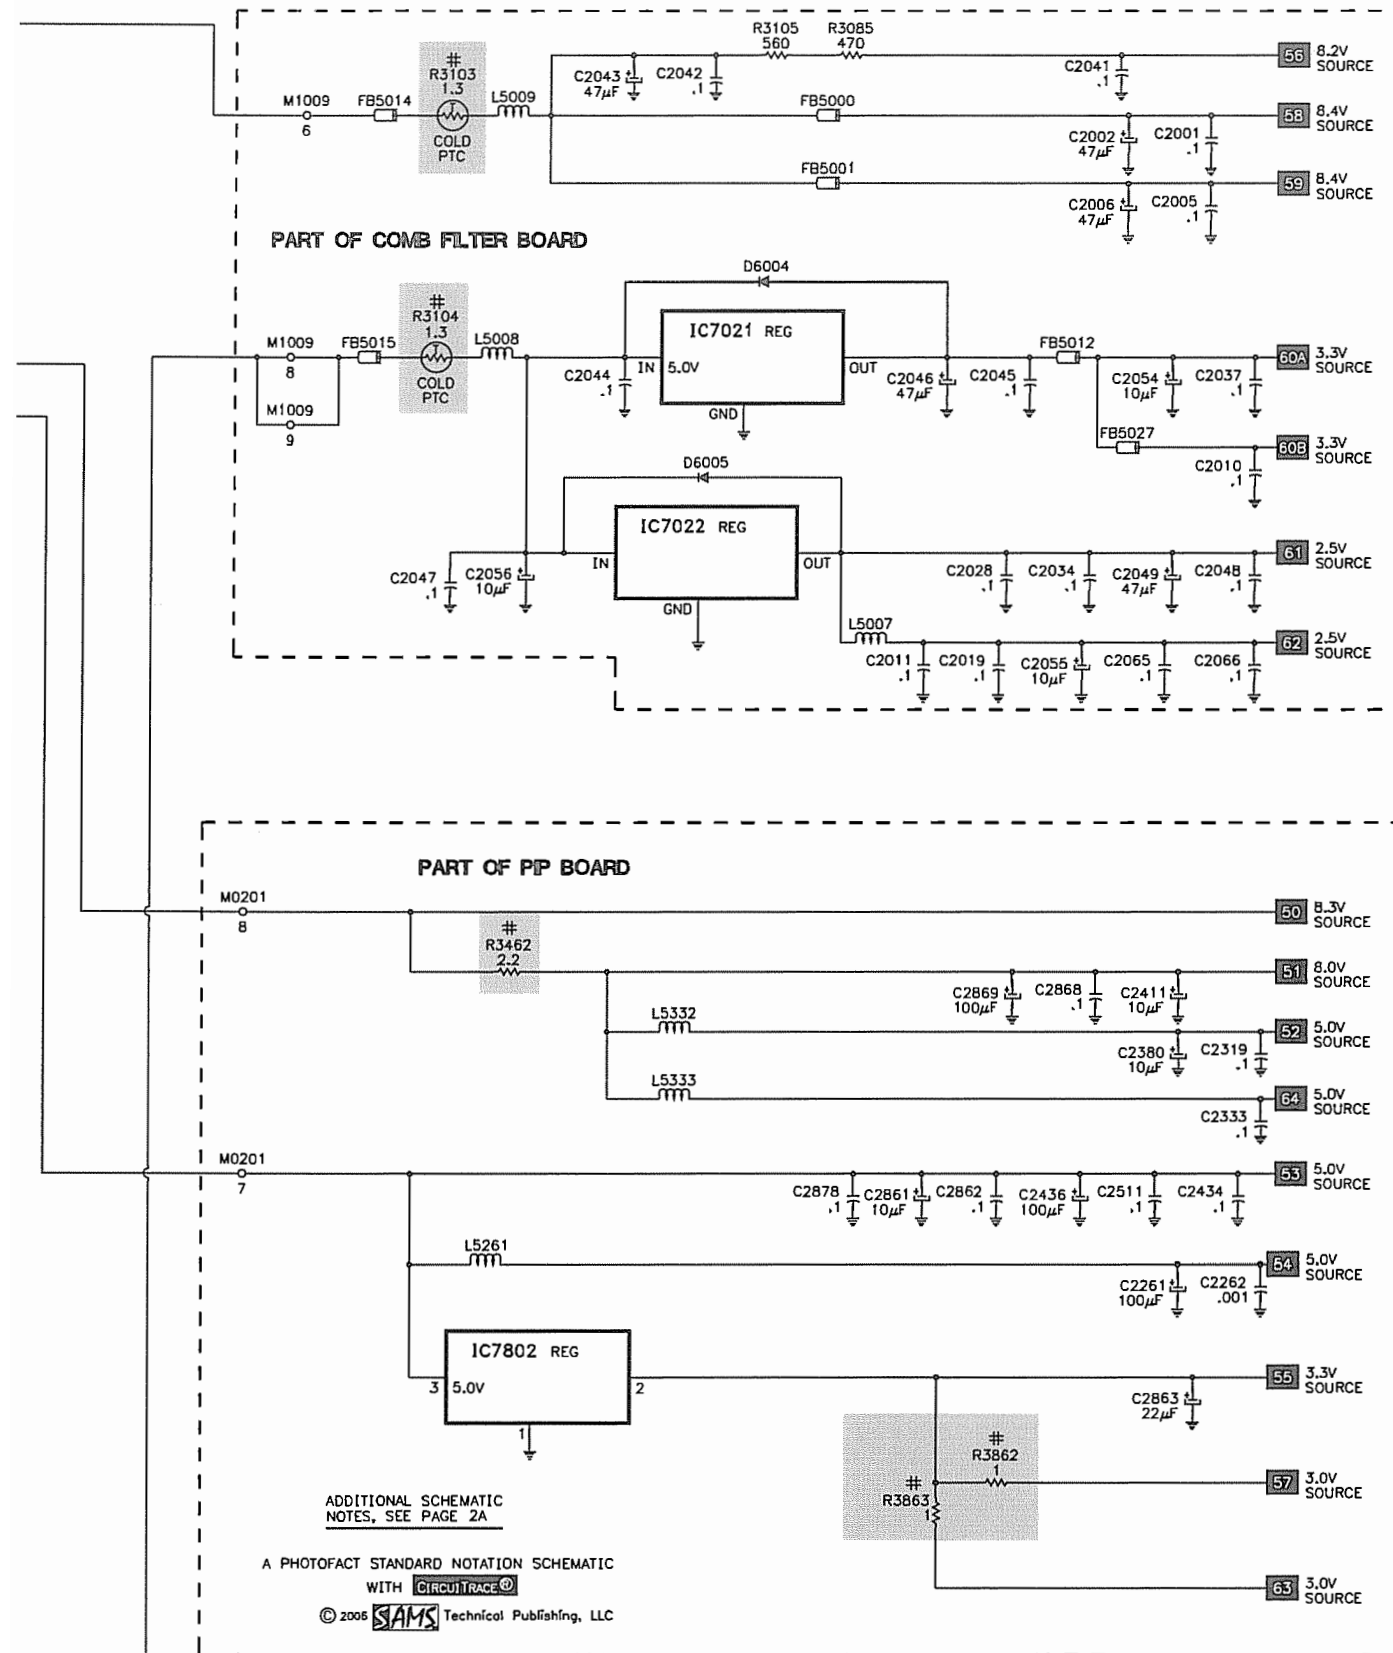 R3105
560
R3085
470
56
8.2V
SOURCE
#
R3103
1.3
COLD
PTC
C2043
+
47µF
C2042
.1
C2041
.1
M1009
6
FB5014
L5009
FB5000
58
8.4V
SOURCE
C2002
+
47µF
C2001
.1
FB5001
59
8.4V
SOURCE
C2006
+
47µF
C2005
.1
PART OF COMB FILTER BOARD
D6004
#
R3104
1.3
COLD
PTC
M1009
8
M1009
9
FB5015
L5008
IC7021 REG
IN
5.0V
OUT
GND
C2044
.1
C2046
+
47µF
C2045
.1
FB5012
C2054
+
10µF
C2037
.1
60A
3.3V
SOURCE
FB5027
C2010
.1
60B
3.3V
SOURCE
D6005
IC7022 REG
IN
OUT
GND
C2047
.1
C2056
+
10µF
C2028
.1
C2034
.1
C2049
+
47µF
C2048
.1
61
2.5V
SOURCE
L5007
C2011
.1
C2019
.1
C2055
+
10µF
C2065
.1
C2066
.1
62
2.5V
SOURCE
PART OF PIP BOARD
M0201
8
50
8.3V
SOURCE
#
R3462
2.2
C2869
+
100µF
C2868
.1
C2411
+
10µF
51
8.0V
SOURCE
L5332
C2380
+
10µF
C2319
.1
52
5.0V
SOURCE
L5333
C2333
.1
64
5.0V
SOURCE
M0201
7
C2878
.1
C2861
+
10µF
C2862
.1
C2436
+
100µF
C2511
.1
C2434
.1
53
5.0V
SOURCE
L5261
C2261
+
100µF
C2262
.001
54
5.0V
SOURCE
IC7802 REG
3
5.0V
2
1
C2863
+
22µF
55
3.3V
SOURCE
#
R3862
1
57
3.0V
SOURCE
#
R3863
1
63
3.0V
SOURCE
ADDITIONAL SCHEMATIC
NOTES, SEE PAGE 2A
A PHOTOFACT STANDARD NOTATION SCHEMATIC
WITH CIRCUITRACE®
© 2006 SAMS Technical Publishing, LLC